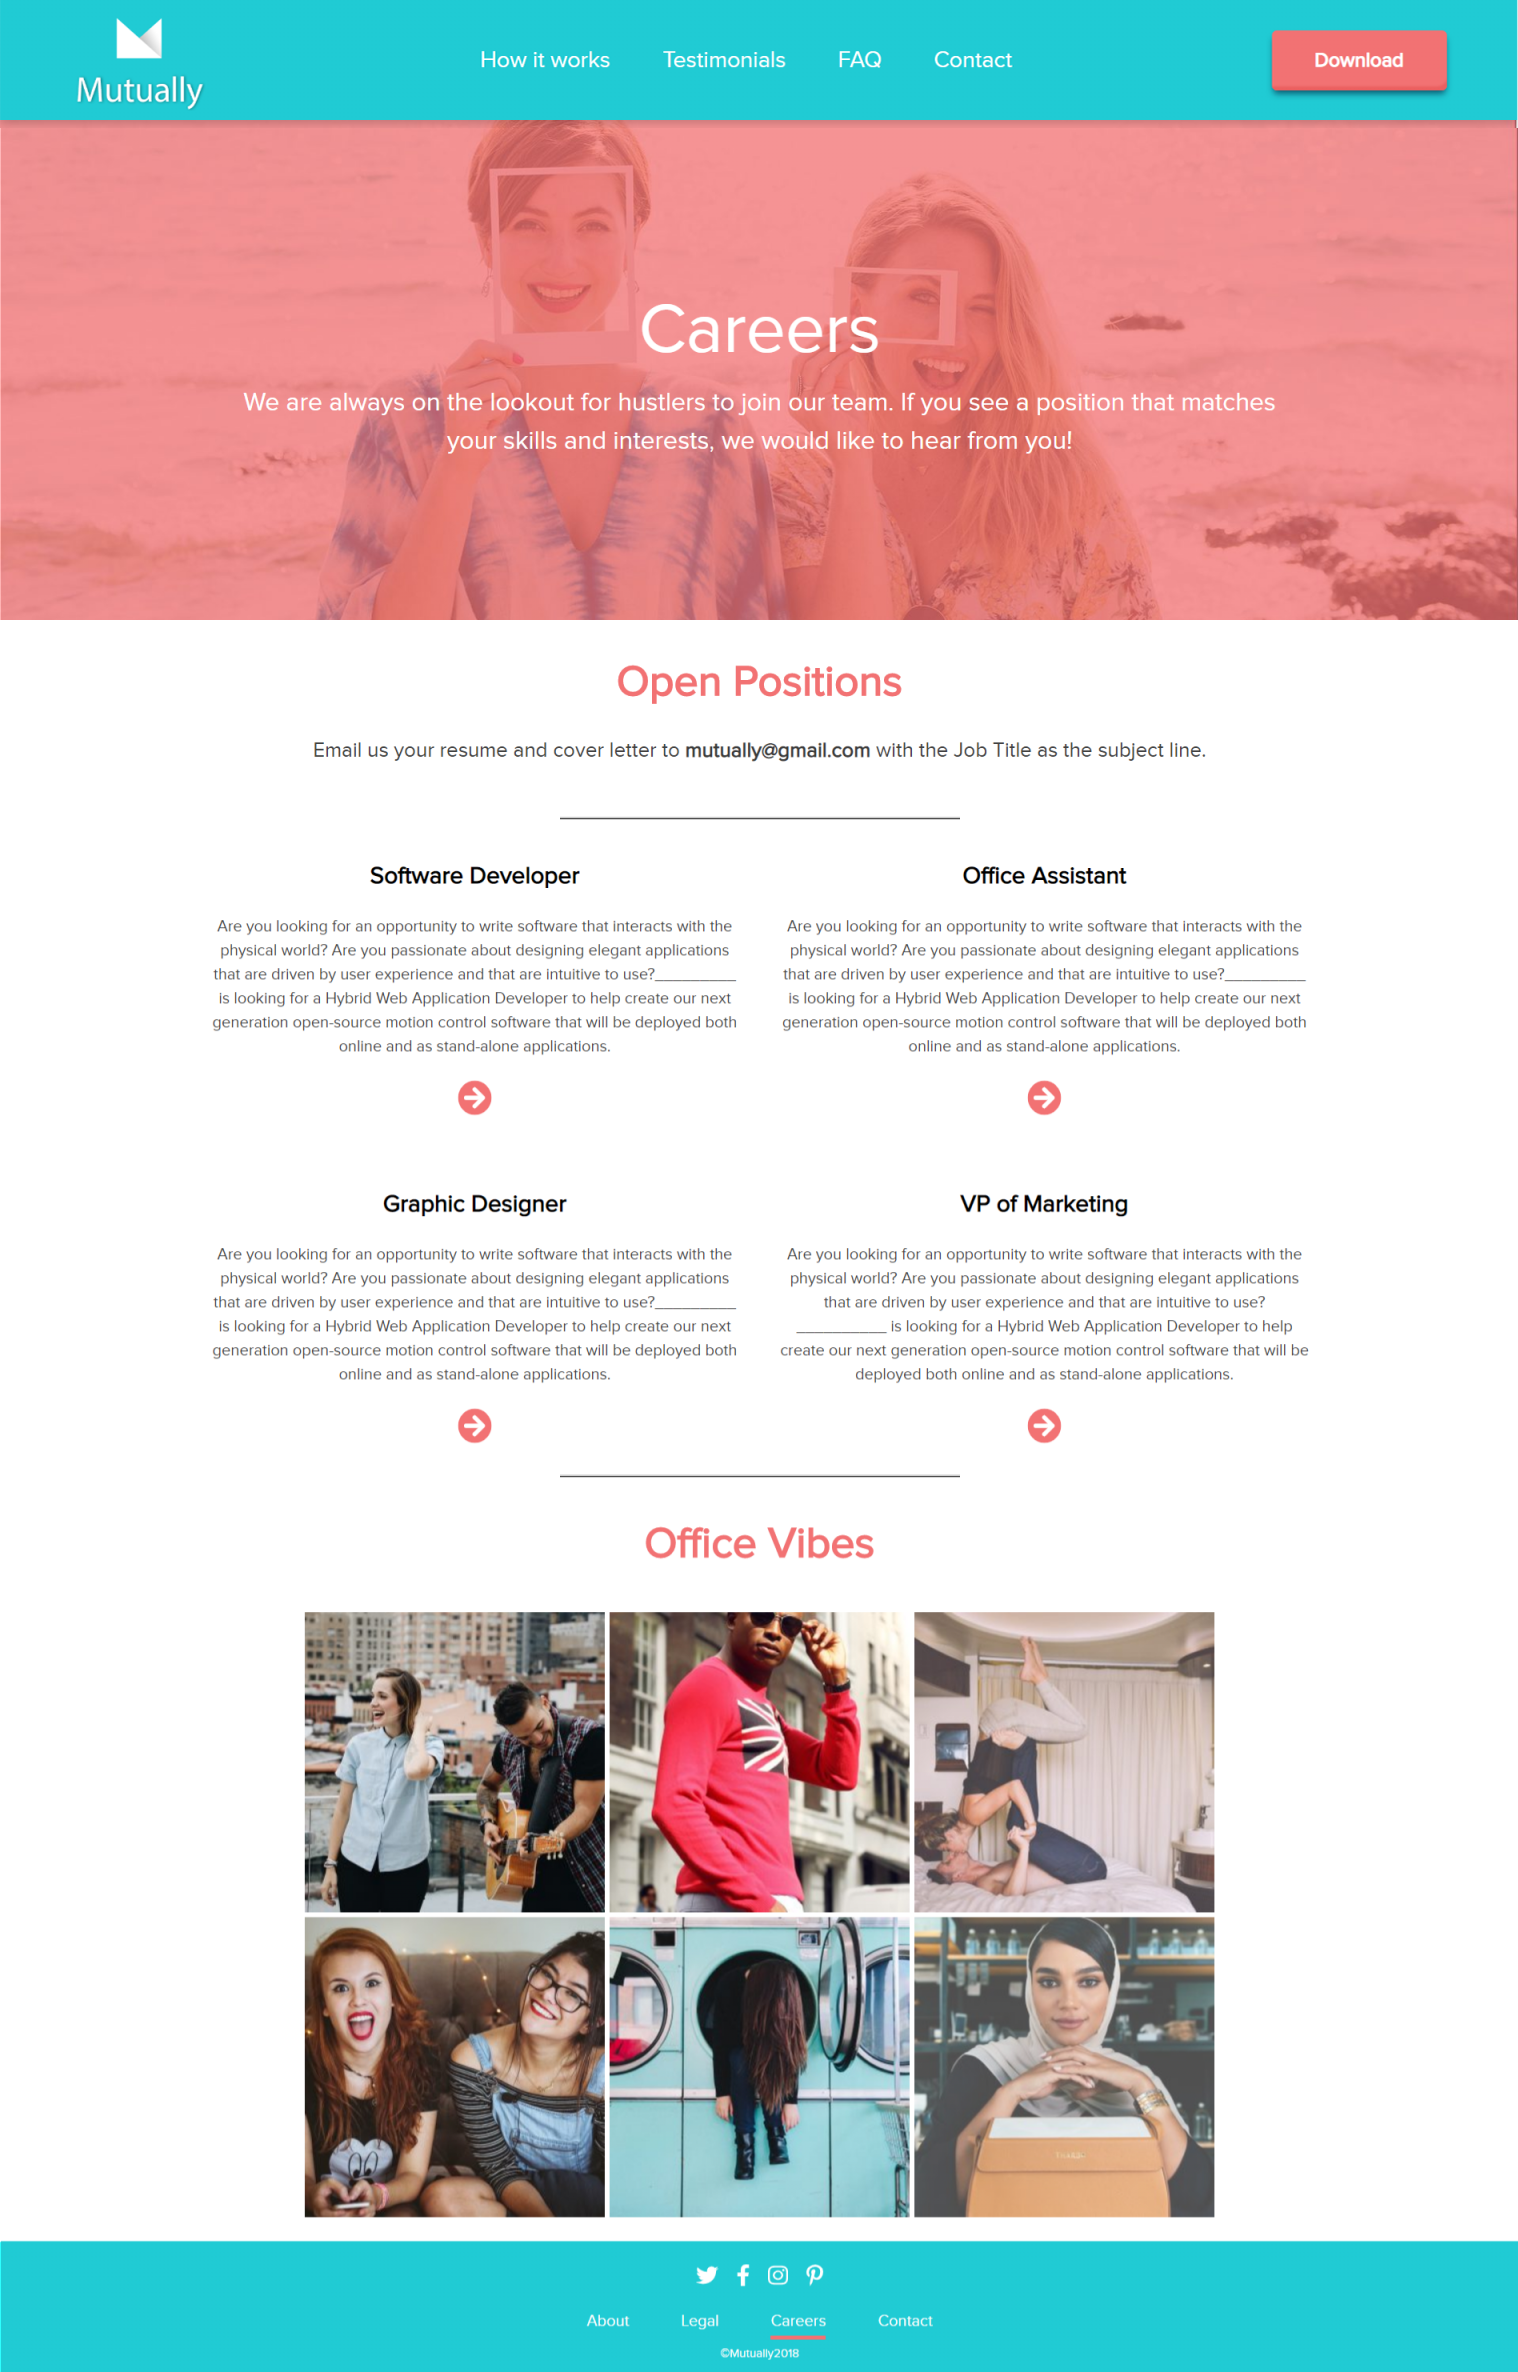 Mutually
How it works
Testimonials
FAQ
Contact
Download
Careers
We are always on the lookout for hustlers to join our team. If you see a position that matches
your skills and interests, we would like to hear from you!
Open Positions
Email us your resume and cover letter to mutually@gmail.com with the Job Title as the subject line.
Software Developer
Are you looking for an opportunity to write software that interacts with the
physical world? Are you passionate about designing elegant applications
that are driven by user experience and that are intuitive to use?_________
is looking for a Hybrid Web Application Developer to help create our next
generation open-source motion control software that will be deployed both
online and as stand-alone applications.
Office Assistant
Are you looking for an opportunity to write software that interacts with the
physical world? Are you passionate about designing elegant applications
that are driven by user experience and that are intuitive to use?_________
is looking for a Hybrid Web Application Developer to help create our next
generation open-source motion control software that will be deployed both
online and as stand-alone applications.
Graphic Designer
Are you looking for an opportunity to write software that interacts with the
physical world? Are you passionate about designing elegant applications
that are driven by user experience and that are intuitive to use?_________
is looking for a Hybrid Web Application Developer to help create our next
generation open-source motion control software that will be deployed both
online and as stand-alone applications.
VP of Marketing
Are you looking for an opportunity to write software that interacts with the
physical world? Are you passionate about designing elegant applications
that are driven by user experience and that are intuitive to use?
__________ is looking for a Hybrid Web Application Developer to help
create our next generation open-source motion control software that will be
deployed both online and as stand-alone applications.
Office Vibes
About
Legal
Careers
Contact
©Mutually2018